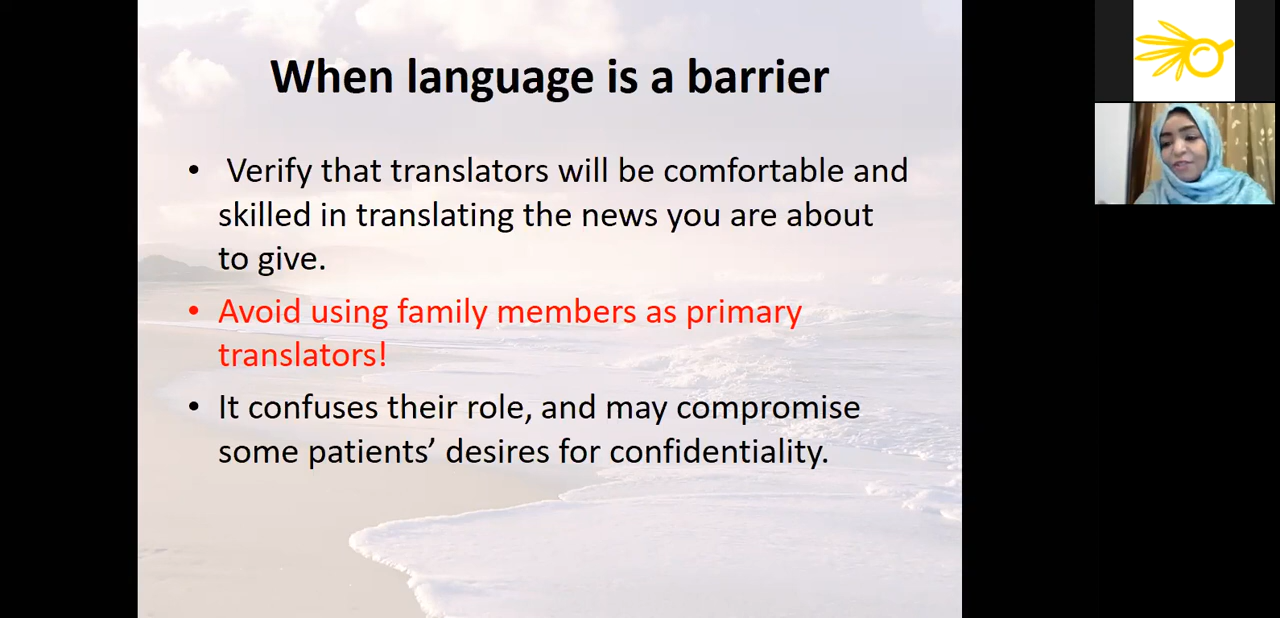 When language is a barrier
• Verify that translators will be comfortable and
skilled in translating the news you are about
to give.
• Avoid using family members as primary
translators!
• It confuses their role, and may compromise
some patients’ desires for confidentiality.